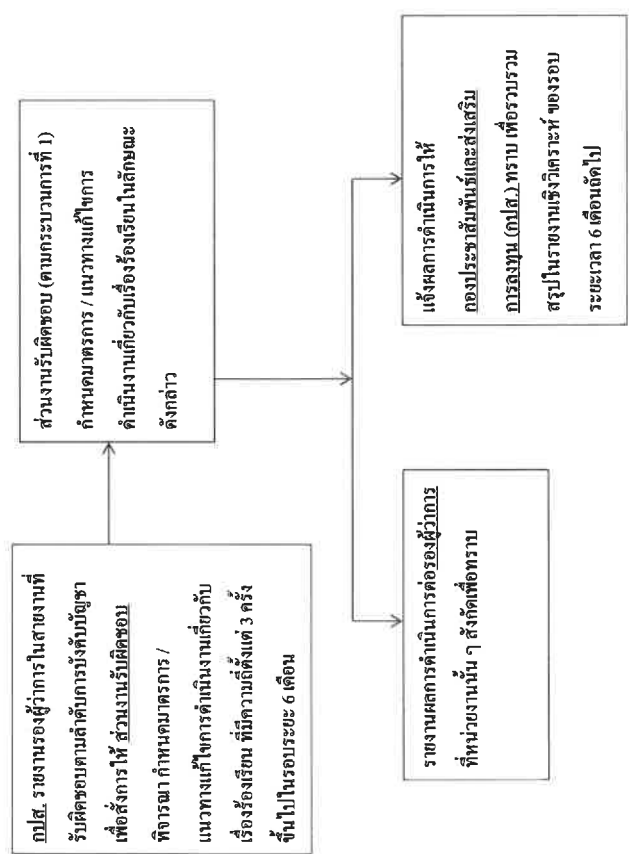 กปส. รายงานรองผู้ว่าการในสายงานที่
รับผิดชอบตามลำดับการบังคับบัญชา
เพื่อสั่งการให้ ส่วนงานรับผิดชอบ
พิจารณา กำหนดมาตรการ /
แนวทางแก้ไขการดำเนินงานเกี่ยวกับ
เรื่องร้องเรียน ที่มีความถี่ตั้งแต่ 3 ครั้ง
ขึ้นไปในรอบระยะ 6 เดือน
ส่วนงานรับผิดชอบ (ตามกระบวนการที่ 1)
กำหนดมาตรการ / แนวทางแก้ไขการ
ดำเนินงานเกี่ยวกับเรื่องร้องเรียนในลักษณะ
ดังกล่าว
รายงานผลการดำเนินการต่อรองผู้ว่าการ
ที่หน่วยงานนั้น ๆ สังกัดเพื่อทราบ
แจ้งผลการดำเนินการให้
กองประชาสัมพันธ์และส่งเสริม
การลงทุน (กปส.) ทราบ เพื่อรวบรวม
สรุปในรายงานเชิงวิเคราะห์ ของรอบ
ระยะเวลา 6 เดือนถัดไป